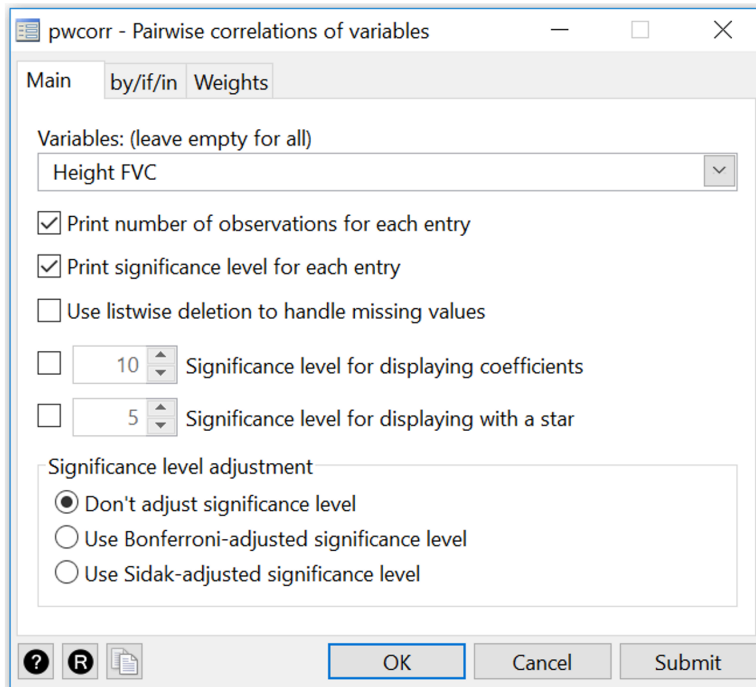 pwcorr - Pairwise correlations of variables
Main by/if/in Weights
Variables: (leave empty for all)
Height FVC
Print number of observations for each entry
Print significance level for each entry
Use listwise deletion to handle missing values
10 Significance level for displaying coefficients
5 Significance level for displaying with a star
Significance level adjustment
Don't adjust significance level
Use Bonferroni-adjusted significance level
Use Sidak-adjusted significance level
? R OK Cancel Submit